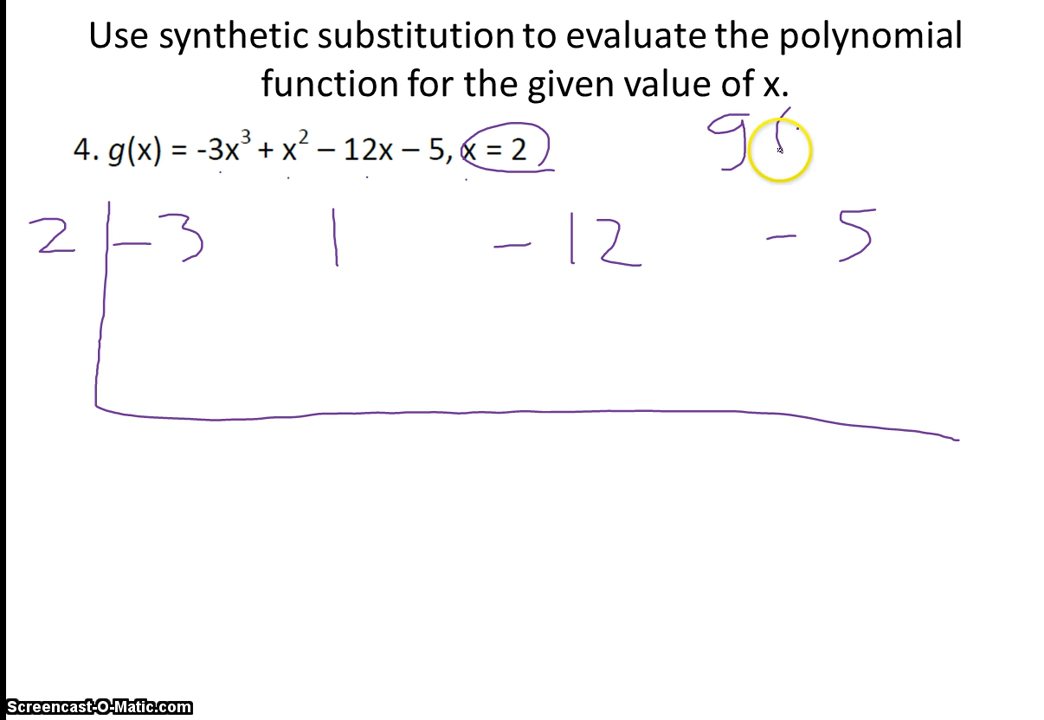 Use synthetic substitution to evaluate the polynomial
function for the given value of x.
4. g(x) = -3x³ + x² – 12x – 5, x = 2
g(
2 -3 1 -12 -5
Screencast-O-Matic.com